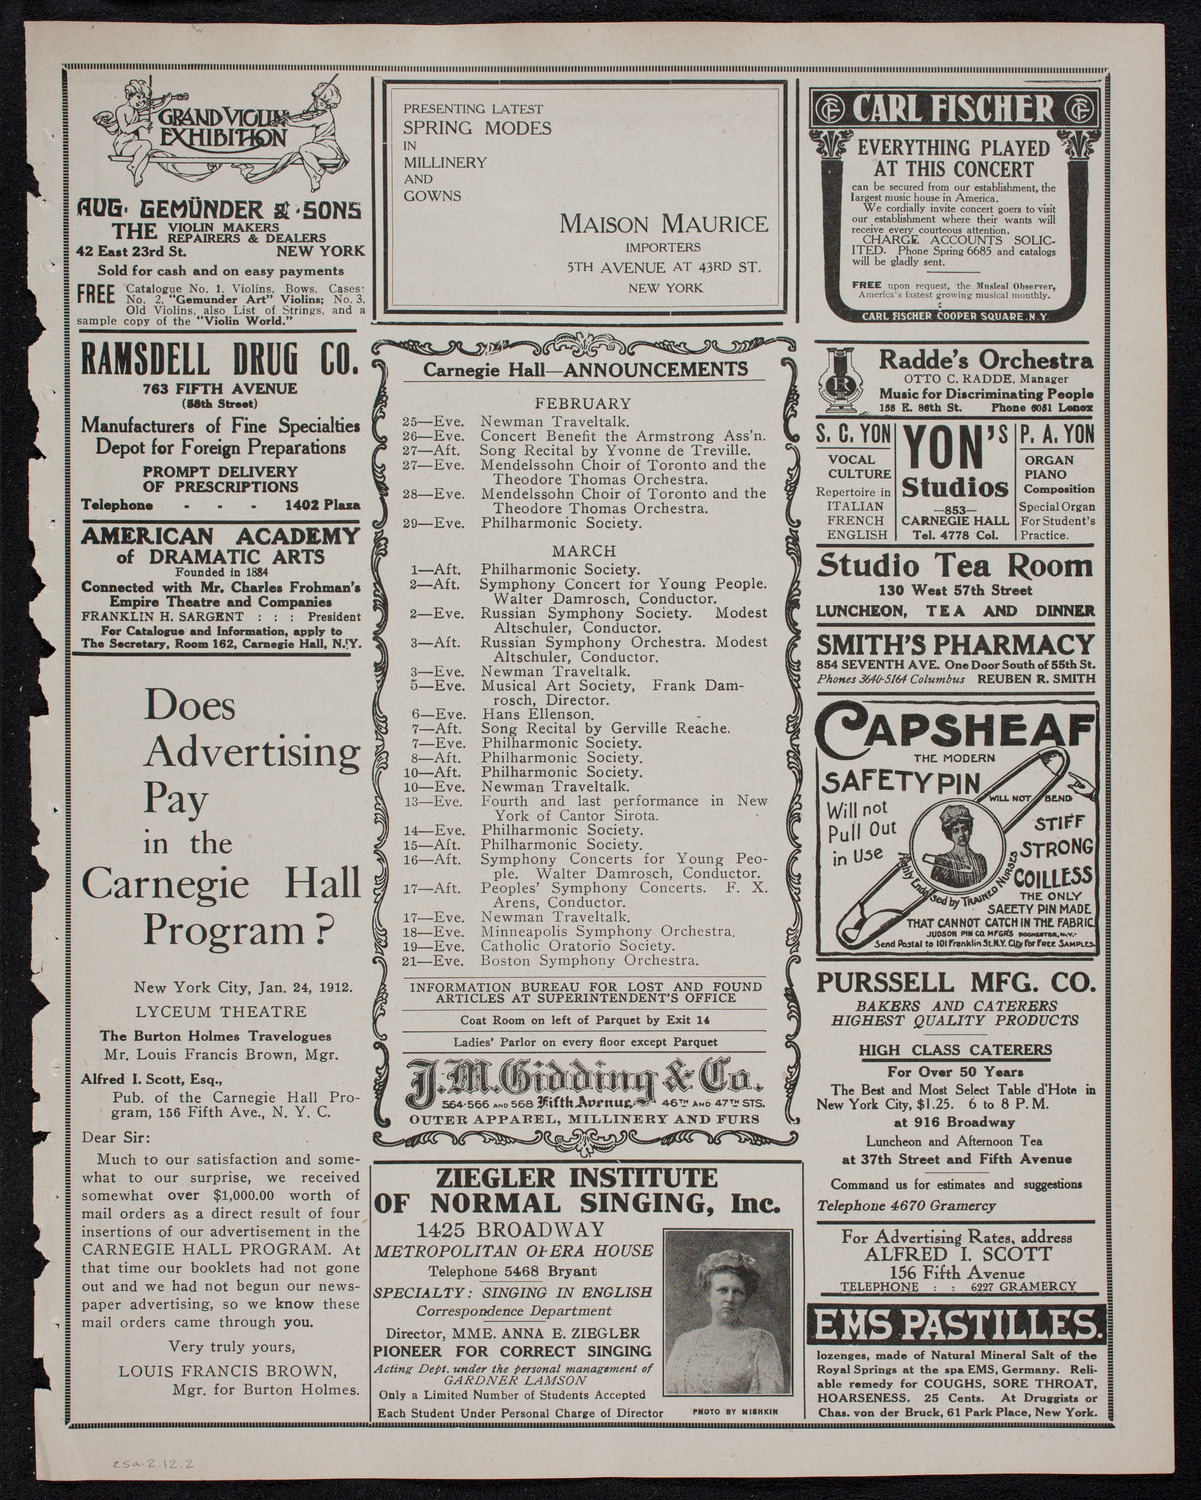 GRAND VIOLIN
EXHIBITION
AUG. GEMÜNDER & SONS
THE VIOLIN MAKERS
REPAIRERS & DEALERS
42 East 23rd St. NEW YORK
Sold for cash and on easy payments
FREE Catalogue No. 1, Violins, Bows, Cases:
No. 2, "Gemunder Art" Violins; No. 3,
Old Violins, also List of Strings, and a
sample copy of the "Violin World."
RAMSDELL DRUG CO.
763 FIFTH AVENUE
(58th Street)
Manufacturers of Fine Specialties
Depot for Foreign Preparations
PROMPT DELIVERY
OF PRESCRIPTIONS
Telephone - - - 1402 Plaza
AMERICAN ACADEMY
of DRAMATIC ARTS
Founded in 1884
Connected with Mr. Charles Frohman's
Empire Theatre and Companies
FRANKLIN H. SARGENT : : : President
For Catalogue and Information, apply to
The Secretary, Room 162, Carnegie Hall, N.Y.
Does
Advertising
Pay
in the
Carnegie Hall
Program?
New York City, Jan. 24, 1912.
LYCEUM THEATRE
The Burton Holmes Travelogues
Mr. Louis Francis Brown, Mgr.
Alfred I. Scott, Esq.,
Pub. of the Carnegie Hall Pro-
gram, 156 Fifth Ave., N. Y. C.
Dear Sir:
Much to our satisfaction and some-
what to our surprise, we received
somewhat over $1,000.00 worth of
mail orders as a direct result of four
insertions of our advertisement in the
CARNEGIE HALL PROGRAM. At
that time our booklets had not gone
out and we had not begun our news-
paper advertising, so we know these
mail orders came through you.
Very truly yours,
LOUIS FRANCIS BROWN,
Mgr. for Burton Holmes.
PRESENTING LATEST
SPRING MODES
IN
MILLINERY
AND
GOWNS
MAISON MAURICE
IMPORTERS
5TH AVENUE AT 43RD ST.
NEW YORK
Carnegie Hall—ANNOUNCEMENTS
FEBRUARY
25—Eve. Newman Traveltalk.
26—Eve. Concert Benefit the Armstrong Ass'n.
27—Aft. Song Recital by Yvonne de Treville.
27—Eve. Mendelssohn Choir of Toronto and the
Theodore Thomas Orchestra.
28—Eve. Mendelssohn Choir of Toronto and the
Theodore Thomas Orchestra.
29—Eve. Philharmonic Society.
MARCH
1—Aft. Philharmonic Society.
2—Aft. Symphony Concert for Young People.
Walter Damrosch, Conductor.
2—Eve. Russian Symphony Society. Modest
Altschuler, Conductor.
3—Aft. Russian Symphony Orchestra. Modest
Altschuler, Conductor.
3—Eve. Newman Traveltalk.
5—Eve. Musical Art Society, Frank Dam-
rosch, Director.
6—Eve. Hans Ellenson.
7—Aft. Song Recital by Gerville Reache.
7—Eve. Philharmonic Society.
8—Aft. Philharmonic Society.
10—Aft. Philharmonic Society.
10—Eve. Newman Traveltalk.
13—Eve. Fourth and last performance in New
York of Cantor Sirota.
14—Eve. Philharmonic Society.
15—Aft. Philharmonic Society.
16—Aft. Symphony Concerts for Young Peo-
ple. Walter Damrosch, Conductor.
17—Aft. Peoples' Symphony Concerts. F. X.
Arens, Conductor.
17—Eve. Newman Traveltalk.
18—Eve. Minneapolis Symphony Orchestra.
19—Eve. Catholic Oratorio Society.
21—Eve. Boston Symphony Orchestra.
INFORMATION BUREAU FOR LOST AND FOUND
ARTICLES AT SUPERINTENDENT'S OFFICE
Coat Room on left of Parquet by Exit 14
Ladies' Parlor on every floor except Parquet
J.M. Gidding & Co.
564-566 AND 568 Fifth Avenue 46TH AND 47TH STS.
OUTER APPAREL, MILLINERY AND FURS
ZIEGLER INSTITUTE
OF NORMAL SINGING, Inc.
1425 BROADWAY
METROPOLITAN OPERA HOUSE
Telephone 5468 Bryant
SPECIALTY: SINGING IN ENGLISH
Correspondence Department
Director, MME. ANNA E. ZIEGLER
PIONEER FOR CORRECT SINGING
Acting Dept. under the personal management of
GARDNER LAMSON
Only a Limited Number of Students Accepted
Each Student Under Personal Charge of Director
PHOTO BY MISHKIN
CF CARL FISCHER CF
EVERYTHING PLAYED
AT THIS CONCERT
can be secured from our establishment, the
largest music house in America.
We cordially invite concert goers to visit
our establishment where their wants will
receive every courteous attention.
CHARGE ACCOUNTS SOLIC-
ITED. Phone Spring 6685 and catalogs
will be gladly sent.
FREE upon request, the Musical Observer,
America's fastest growing musical monthly.
CARL FISCHER COOPER SQUARE. N.Y.
R
Radde's Orchestra
OTTO C. RADDE, Manager
Music for Discriminating People
158 E. 86th St. Phone 6051 Lenox
S. C. YON
VOCAL
CULTURE
Repertoire in
ITALIAN
FRENCH
ENGLISH
YON'S
Studios
—853—
CARNEGIE HALL
Tel. 4778 Col.
P. A. YON
ORGAN
PIANO
Composition
Special Organ
For Student's
Practice.
Studio Tea Room
130 West 57th Street
LUNCHEON, TEA AND DINNER
SMITH'S PHARMACY
854 SEVENTH AVE. One Door South of 55th St.
Phones 3640-5164 Columbus REUBEN R. SMITH
CAPSHEAF
THE MODERN
SAFETY PIN
WILL NOT BEND
Will not
Pull Out
in Use
STIFF
STRONG
COILLESS
Highly Endorsed by TRAINED NURSES
THE ONLY
SAFETY PIN MADE
THAT CANNOT CATCH IN THE FABRIC
JUDSON PIN CO. MFGR'S ROCHESTER, N.Y.
Send Postal to 101 Franklin St. N.Y. City for FREE SAMPLES.
PURSSELL MFG. CO.
BAKERS AND CATERERS
HIGHEST QUALITY PRODUCTS
HIGH CLASS CATERERS
For Over 50 Years
The Best and Most Select Table d'Hote in
New York City, $1.25. 6 to 8 P. M.
at 916 Broadway
Luncheon and Afternoon Tea
at 37th Street and Fifth Avenue
Command us for estimates and suggestions
Telephone 4670 Gramercy
For Advertising Rates, address
ALFRED I. SCOTT
156 Fifth Avenue
TELEPHONE : : 6227 GRAMERCY
EMS PASTILLES.
lozenges, made of Natural Mineral Salt of the
Royal Springs at the spa EMS, Germany. Reli-
able remedy for COUGHS, SORE THROAT,
HOARSENESS. 25 Cents. At Druggists or
Chas. von der Bruck, 61 Park Place, New York.
25a.2.12.2